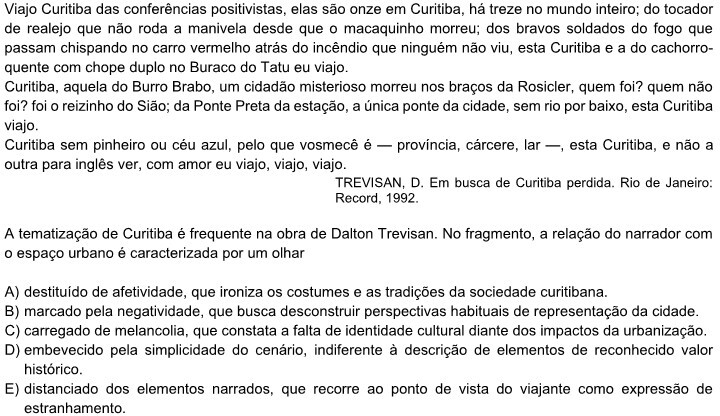 Viajo Curitiba das conferências positivistas, elas são onze em Curitiba, há treze no mundo inteiro; do tocador
de realejo que não roda a manivela desde que o macaquinho morreu; dos bravos soldados do fogo que
passam chispando no carro vermelho atrás do incêndio que ninguém não viu, esta Curitiba e a do cachorro-
quente com chope duplo no Buraco do Tatu eu viajo.
Curitiba, aquela do Burro Brabo, um cidadão misterioso morreu nos braços da Rosicler, quem foi? quem não
foi? foi o reizinho do Sião; da Ponte Preta da estação, a única ponte da cidade, sem rio por baixo, esta Curitiba
viajo.
Curitiba sem pinheiro ou céu azul, pelo que vosmecê é — província, cárcere, lar —, esta Curitiba, e não a
outra para inglês ver, com amor eu viajo, viajo, viajo.
TREVISAN, D. Em busca de Curitiba perdida. Rio de Janeiro:
Record, 1992.
A tematização de Curitiba é frequente na obra de Dalton Trevisan. No fragmento, a relação do narrador com
o espaço urbano é caracterizada por um olhar
A) destituído de afetividade, que ironiza os costumes e as tradições da sociedade curitibana.
B) marcado pela negatividade, que busca desconstruir perspectivas habituais de representação da cidade.
C) carregado de melancolia, que constata a falta de identidade cultural diante dos impactos da urbanização.
D) embevecido pela simplicidade do cenário, indiferente à descrição de elementos de reconhecido valor
histórico.
E) distanciado dos elementos narrados, que recorre ao ponto de vista do viajante como expressão de
estranhamento.